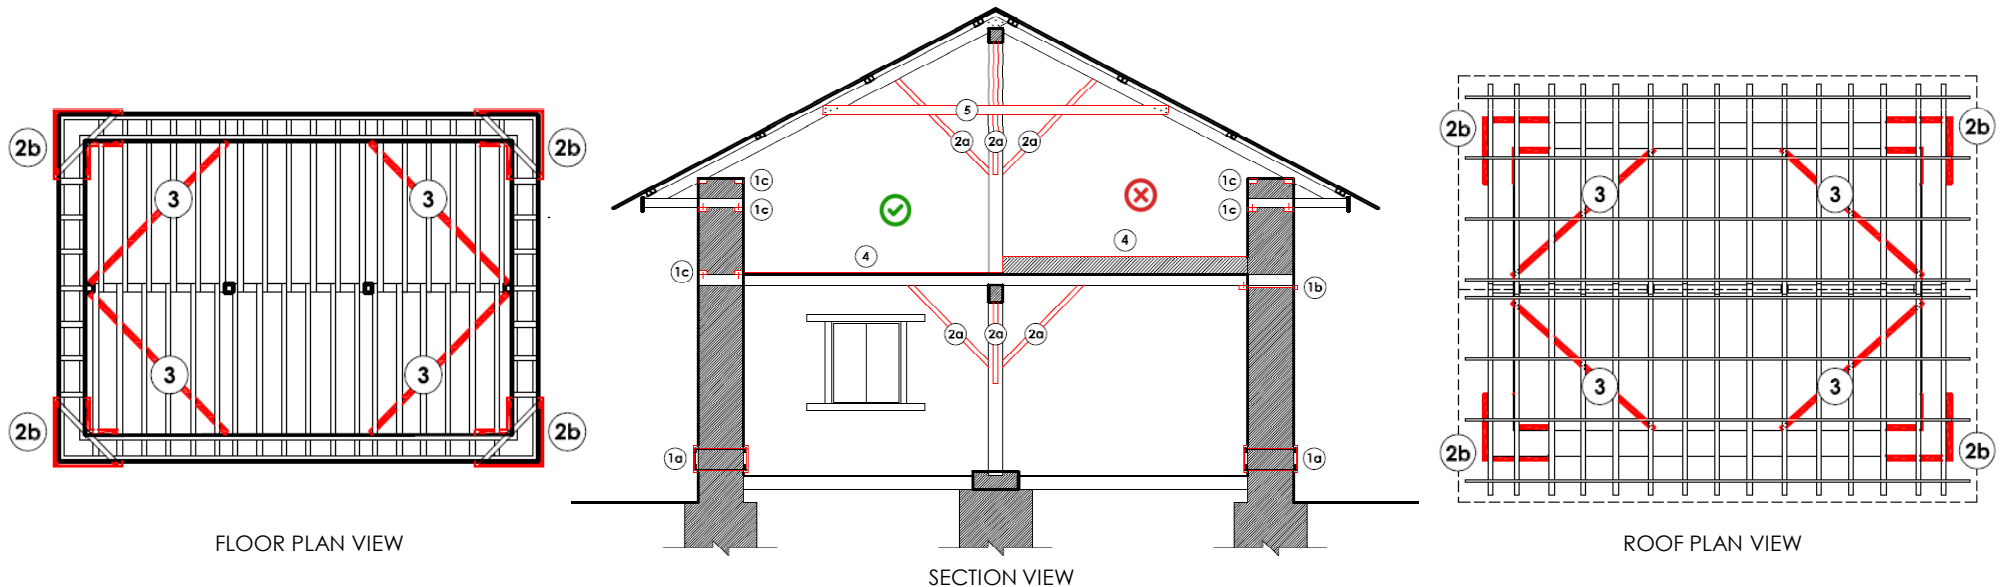 2b
2b
3
3
3
3
2b
2b
FLOOR PLAN VIEW
5
2a
2a
2a
1c
1c
1c
1c
4
4
1c
1b
2a
2a
2a
1a
1a
SECTION VIEW
2b
2b
3
3
3
3
2b
2b
ROOF PLAN VIEW